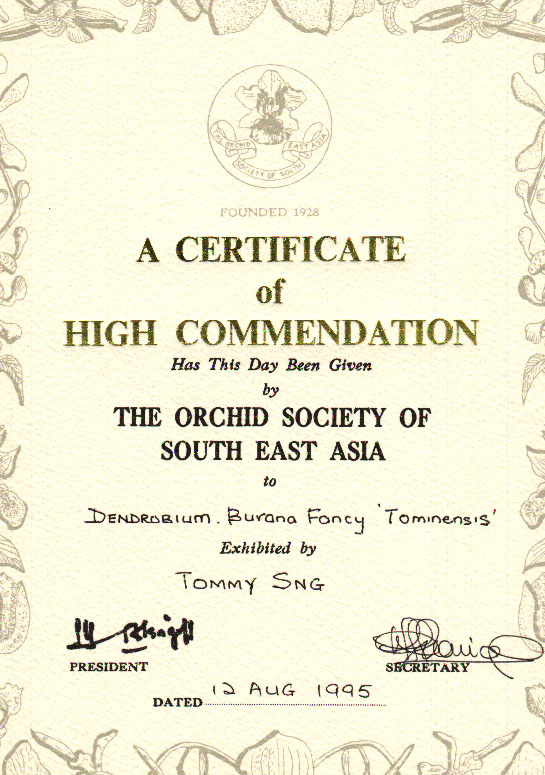 THE ORCHID
EAST ASIA
SOCIETY OF SOUTH
FOUNDED 1928
A CERTIFICATE
of
HIGH COMMENDATION
Has This Day Been Given
by
THE ORCHID SOCIETY OF
SOUTH EAST ASIA
to
DENDROBIUM. Burana Fancy 'Tominensis'
Exhibited by
TOMMY SNG
PRESIDENT
SECRETARY
DATED 12 AUG 1995